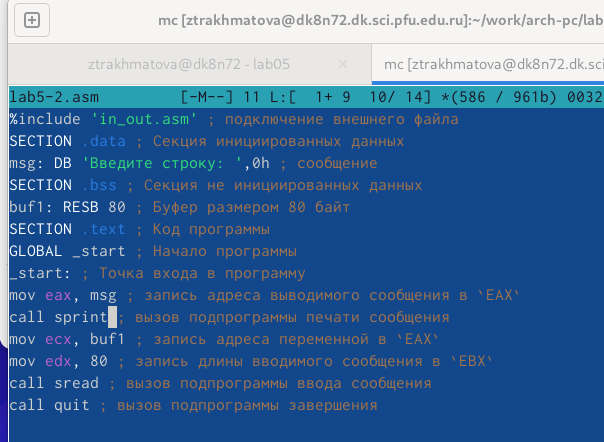 mc [ztrakhmatova@dk8n72.dk.sci.pfu.edu.ru]:~/work/arch-pc/lab
ztrakhmatova@dk8n72 - lab05
mc [ztrakhmatova@dk8n72.dk.sci
lab5-2.asm [-M--] 11 L:[ 1+ 9 10/ 14] *(586 / 961b) 0032
%include 'in_out.asm' ; подключение внешнего файла
SECTION .data ; Секция инициированных данных
msg: DB 'Введите строку: ',0h ; сообщение
SECTION .bss ; Секция не инициированных данных
buf1: RESB 80 ; Буфер размером 80 байт
SECTION .text ; Код программы
GLOBAL _start ; Начало программы
_start: ; Точка входа в программу
mov eax, msg ; запись адреса выводимого сообщения в `EAX`
call sprint ; вызов подпрограммы печати сообщения
mov ecx, buf1 ; запись адреса переменной в `EAX`
mov edx, 80 ; запись длины вводимого сообщения в `EBX`
call sread ; вызов подпрограммы ввода сообщения
call quit ; вызов подпрограммы завершения